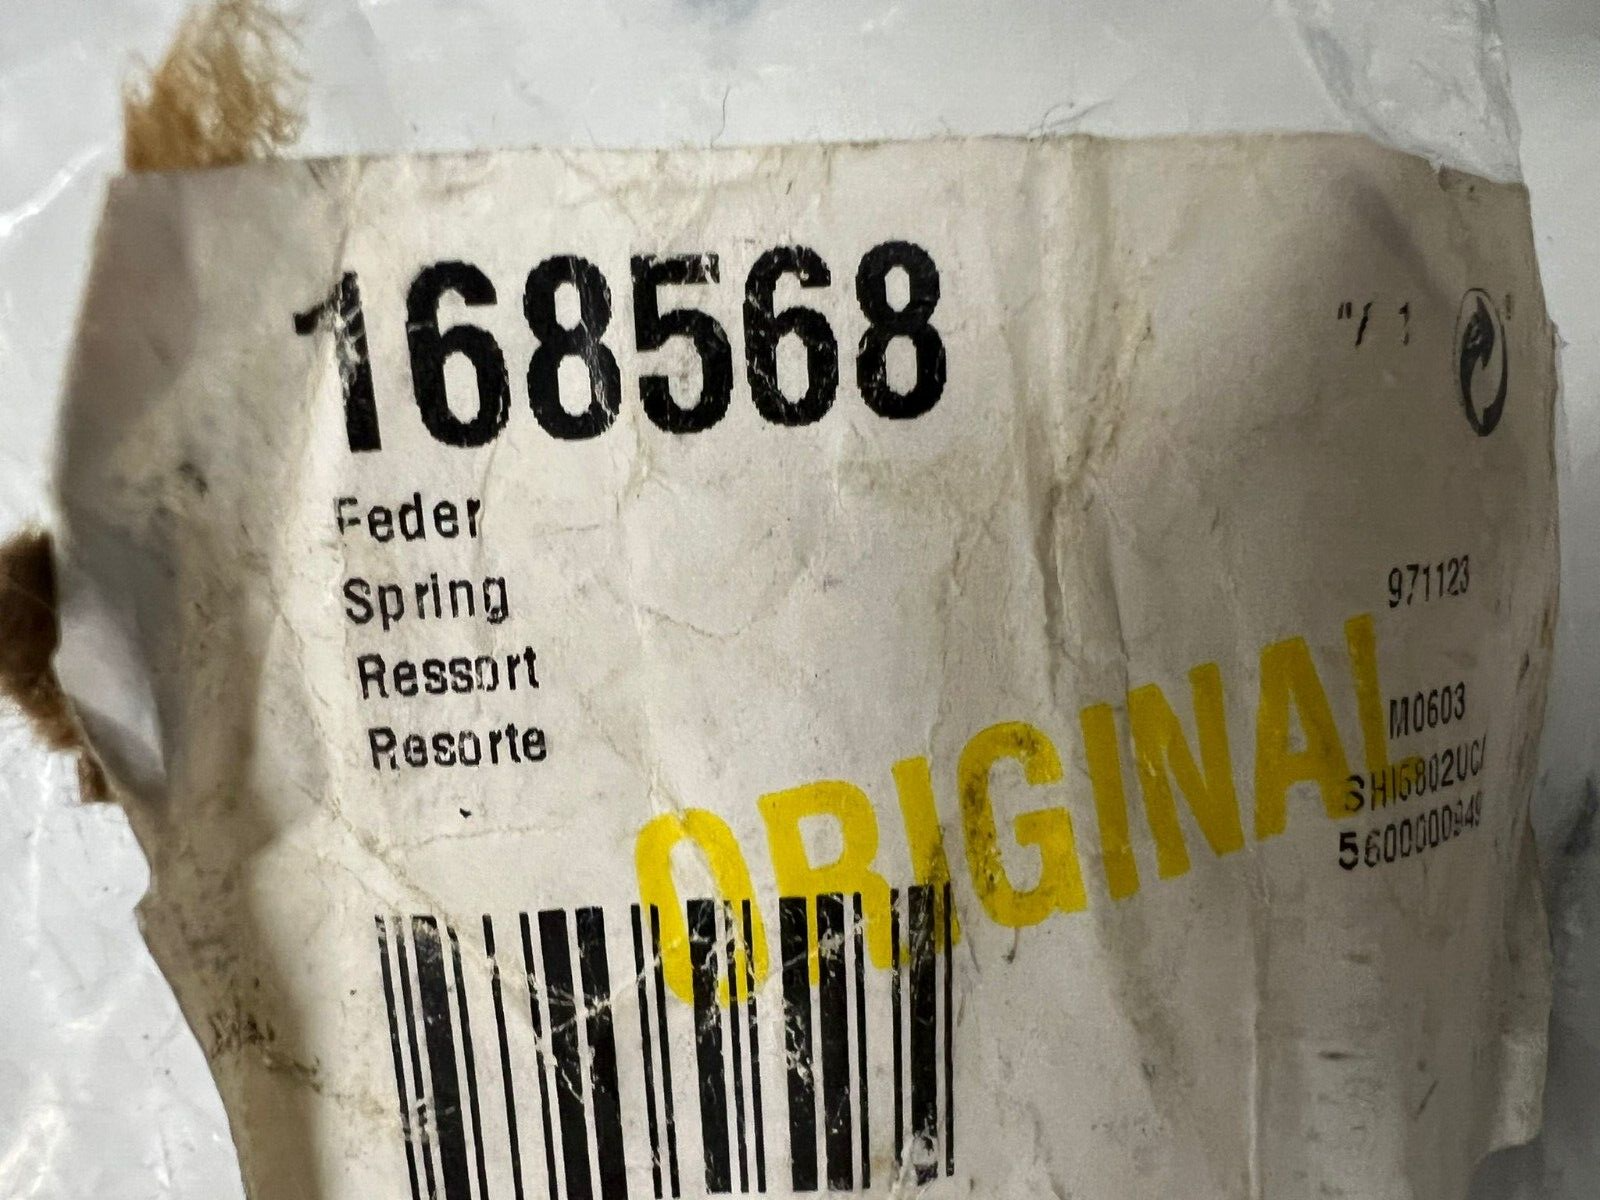 168568
Feder
Spring
Ressort
Resorte
971123
ORIGINAL
M0603
SHI6802UC/
5600000949